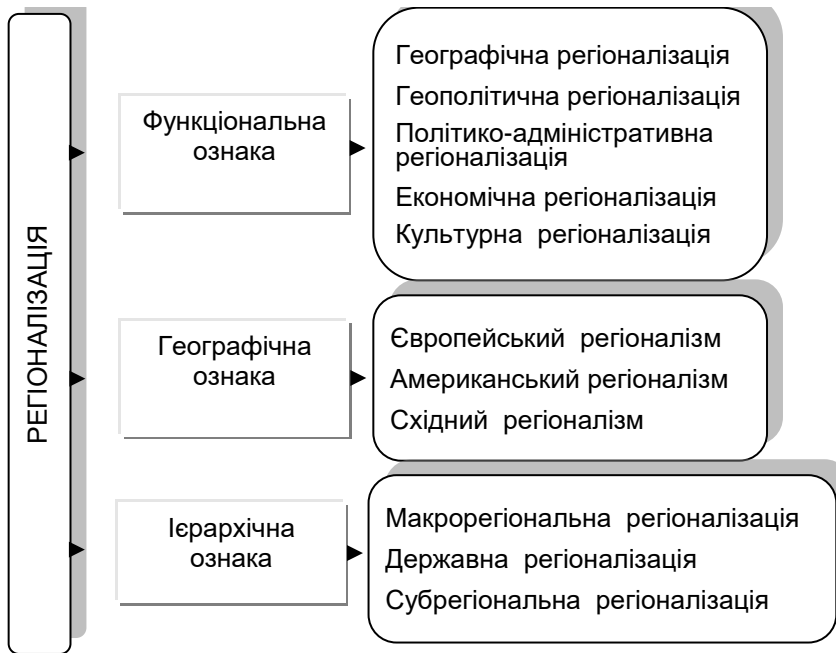 РЕГІОНАЛІЗАЦІЯ
Функціональна
ознака
Географічна регіоналізація
Геополітична регіоналізація
Політико-адміністративна
регіоналізація
Економічна регіоналізація
Культурна регіоналізація
Географічна
ознака
Європейський регіоналізм
Американський регіоналізм
Східний регіоналізм
Ієрархічна
ознака
Макрорегіональна регіоналізація
Державна регіоналізація
Субрегіональна регіоналізація